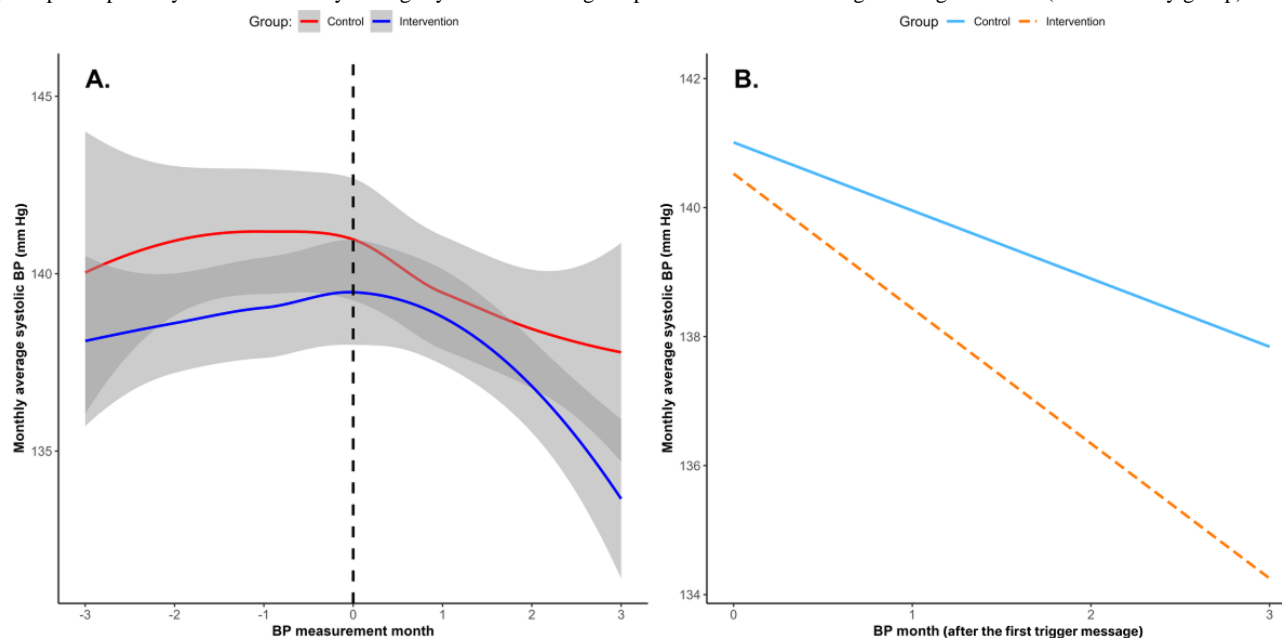 Group: Control Intervention
A.
Monthly average systolic BP (mm Hg)
145
140
135
-3 -2 -1 0 1 2 3
BP measurement month
Group Control Intervention
B.
Monthly average systolic BP (mm Hg)
142
140
138
136
134
0 1 2 3
BP month (after the first trigger message)